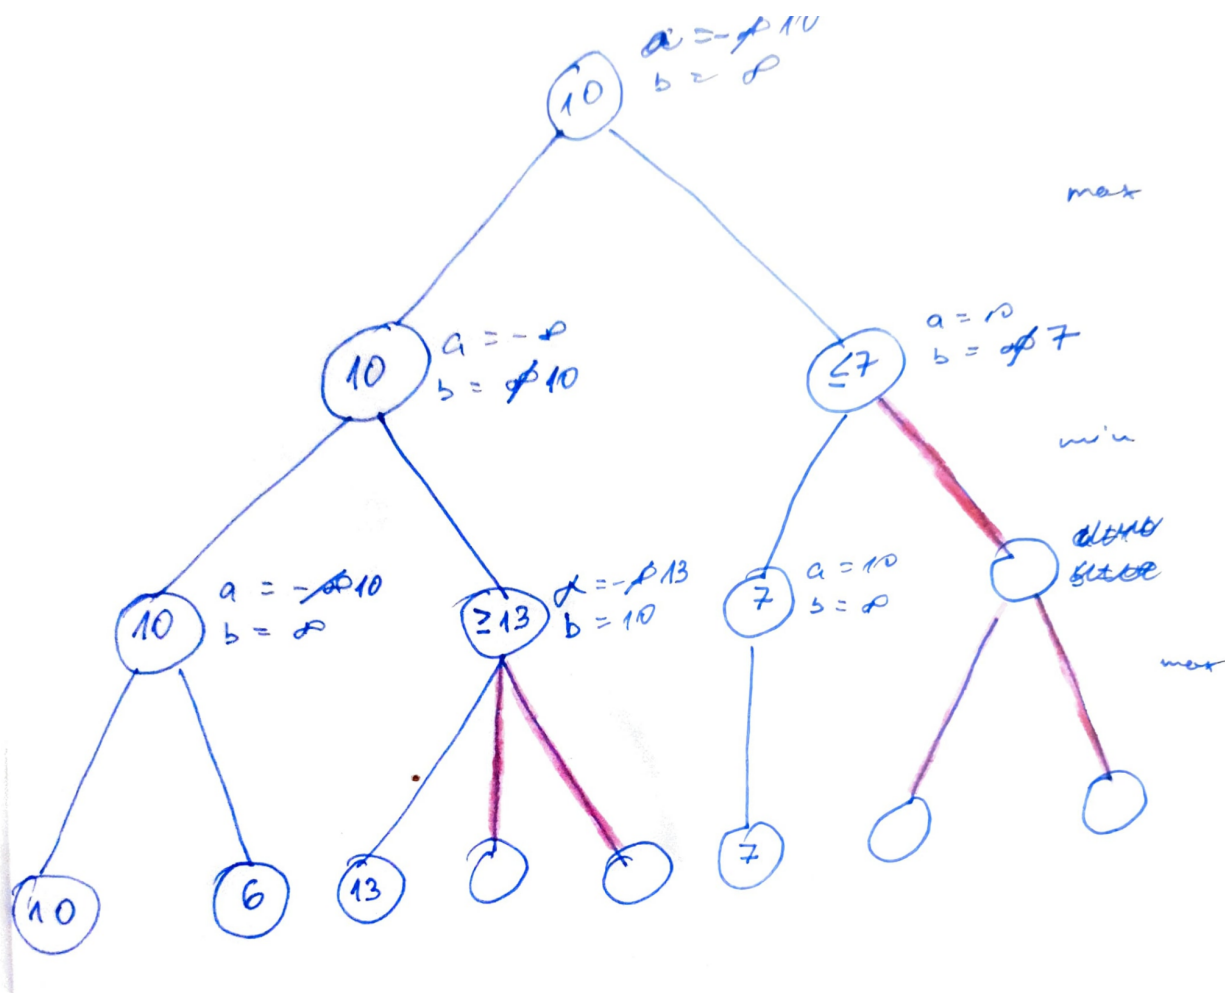 a = -∞ 10
b = ∞
10
max
10
a = -∞
b = ∞ 10
≤7
a = 10
b = ∞ 7
min
10
a = -∞ 10
b = ∞
≥13
α = -∞ 13
b = 10
7
a = 10
b = ∞
max
10
6
13
7